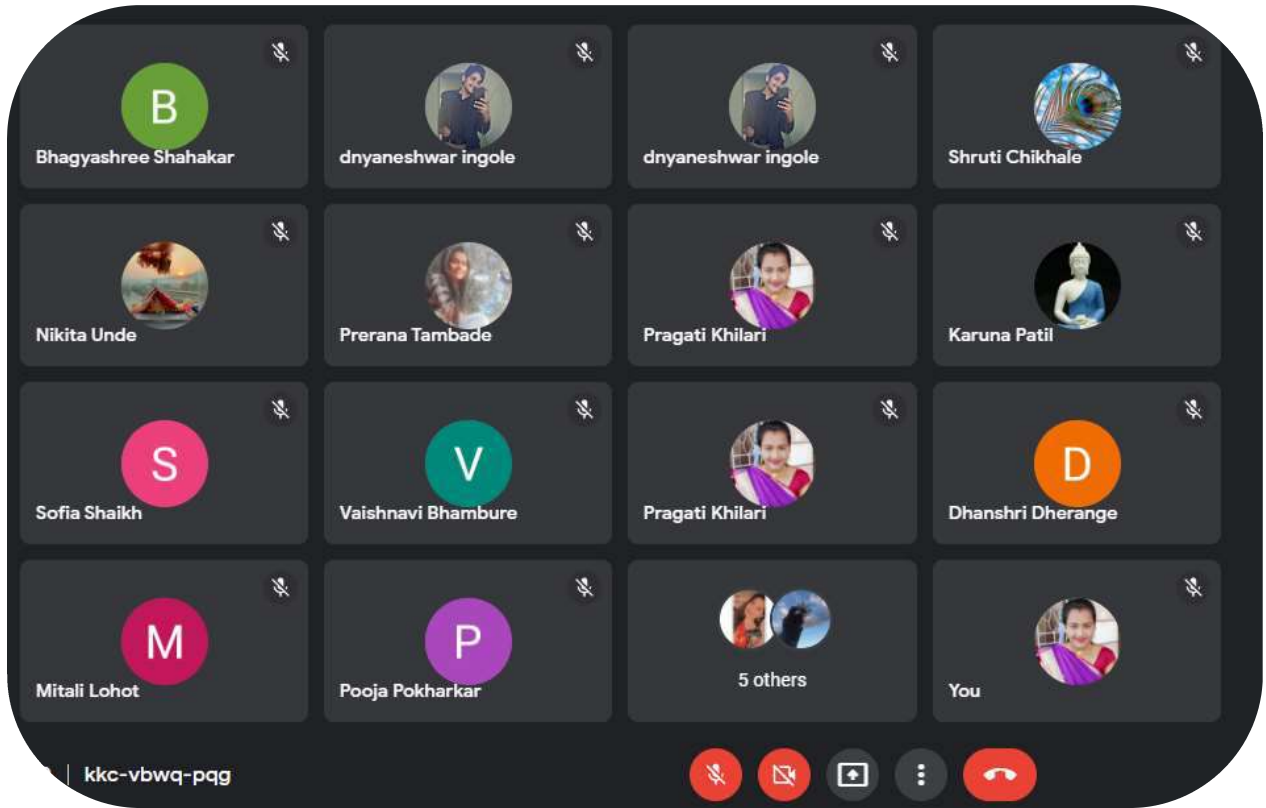 B
Bhagyashree Shahakar
dnyaneshwar ingole
dnyaneshwar ingole
Shruti Chikhale
Nikita Unde
Prerana Tambade
Pragati Khilari
Karuna Patil
S
Sofia Shaikh
V
Vaishnavi Bhambure
Pragati Khilari
D
Dhanshri Dherange
M
Mitali Lohot
P
Pooja Pokharkar
5 others
You
kkc-vbwq-pqg